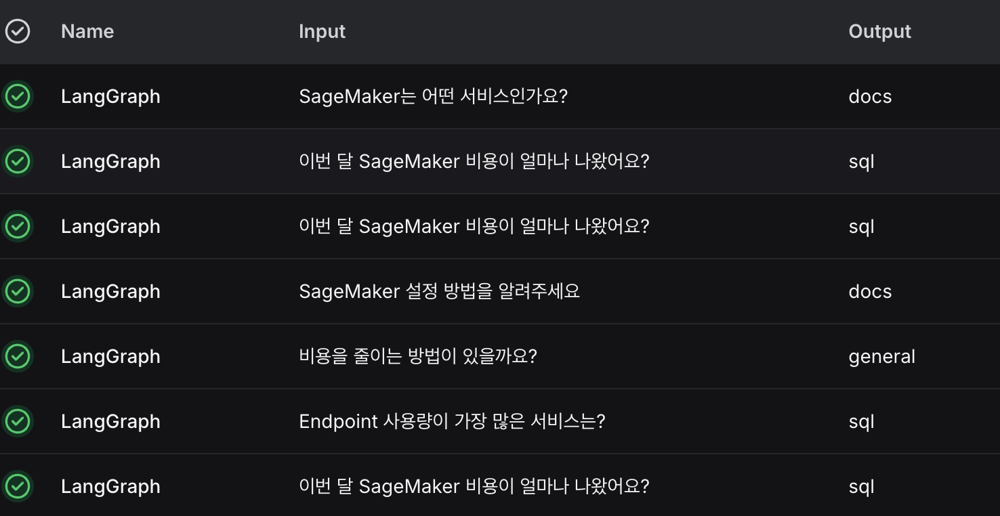 Name Input Output
LangGraph SageMaker는 어떤 서비스인가요? docs
LangGraph 이번 달 SageMaker 비용이 얼마나 나왔어요? sql
LangGraph 이번 달 SageMaker 비용이 얼마나 나왔어요? sql
LangGraph SageMaker 설정 방법을 알려주세요 docs
LangGraph 비용을 줄이는 방법이 있을까요? general
LangGraph Endpoint 사용량이 가장 많은 서비스는? sql
LangGraph 이번 달 SageMaker 비용이 얼마나 나왔어요? sql